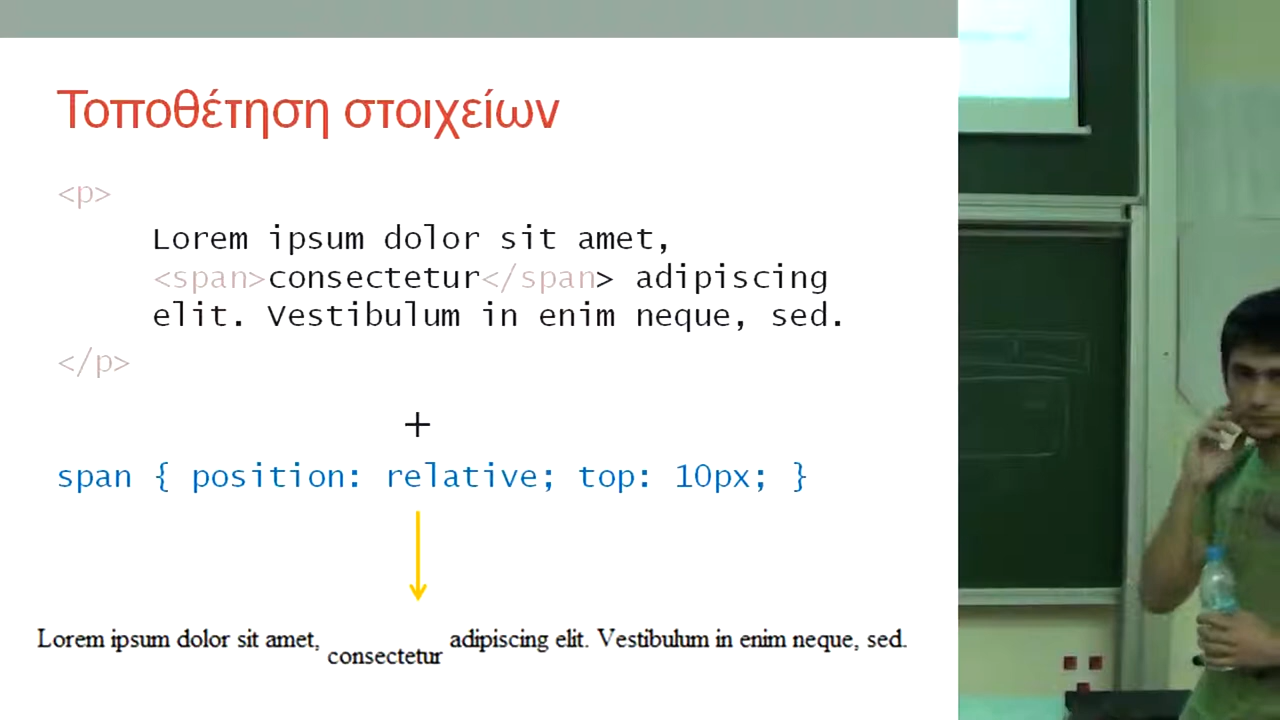 Τοποθέτηση στοιχείων
<p>
Lorem ipsum dolor sit amet,
<span>consectetur</span> adipiscing
elit. Vestibulum in enim neque, sed.
</p>
+
span { position: relative; top: 10px; }
Lorem ipsum dolor sit amet, consectetur adipiscing elit. Vestibulum in enim neque, sed.